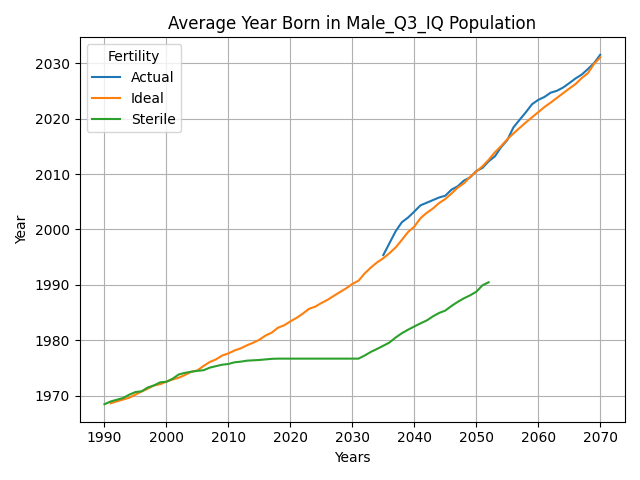 Average Year Born in Male_Q3_IQ Population
Fertility
Actual
Ideal
Sterile
Year
2030
2020
2010
2000
1990
1980
1970
1990 2000 2010 2020 2030 2040 2050 2060 2070
Years